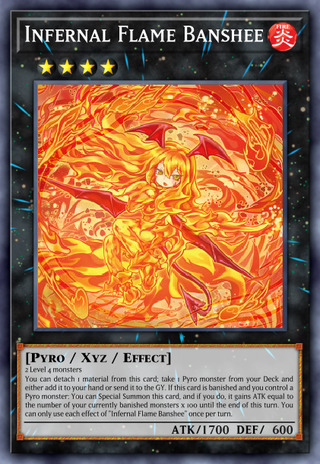 INFERNAL FLAME BANSHEE
FIRE
炎
[PYRO / XYZ / EFFECT]
2 Level 4 monsters
You can detach 1 material from this card; take 1 Pyro monster from your Deck and
either add it to your hand or send it to the GY. If this card is banished and you control a
Pyro monster: You can Special Summon this card, and if you do, it gains ATK equal to
the number of your currently banished monsters x 100 until the end of this turn. You
can only use each effect of "Infernal Flame Banshee" once per turn.
ATK/1700 DEF/ 600